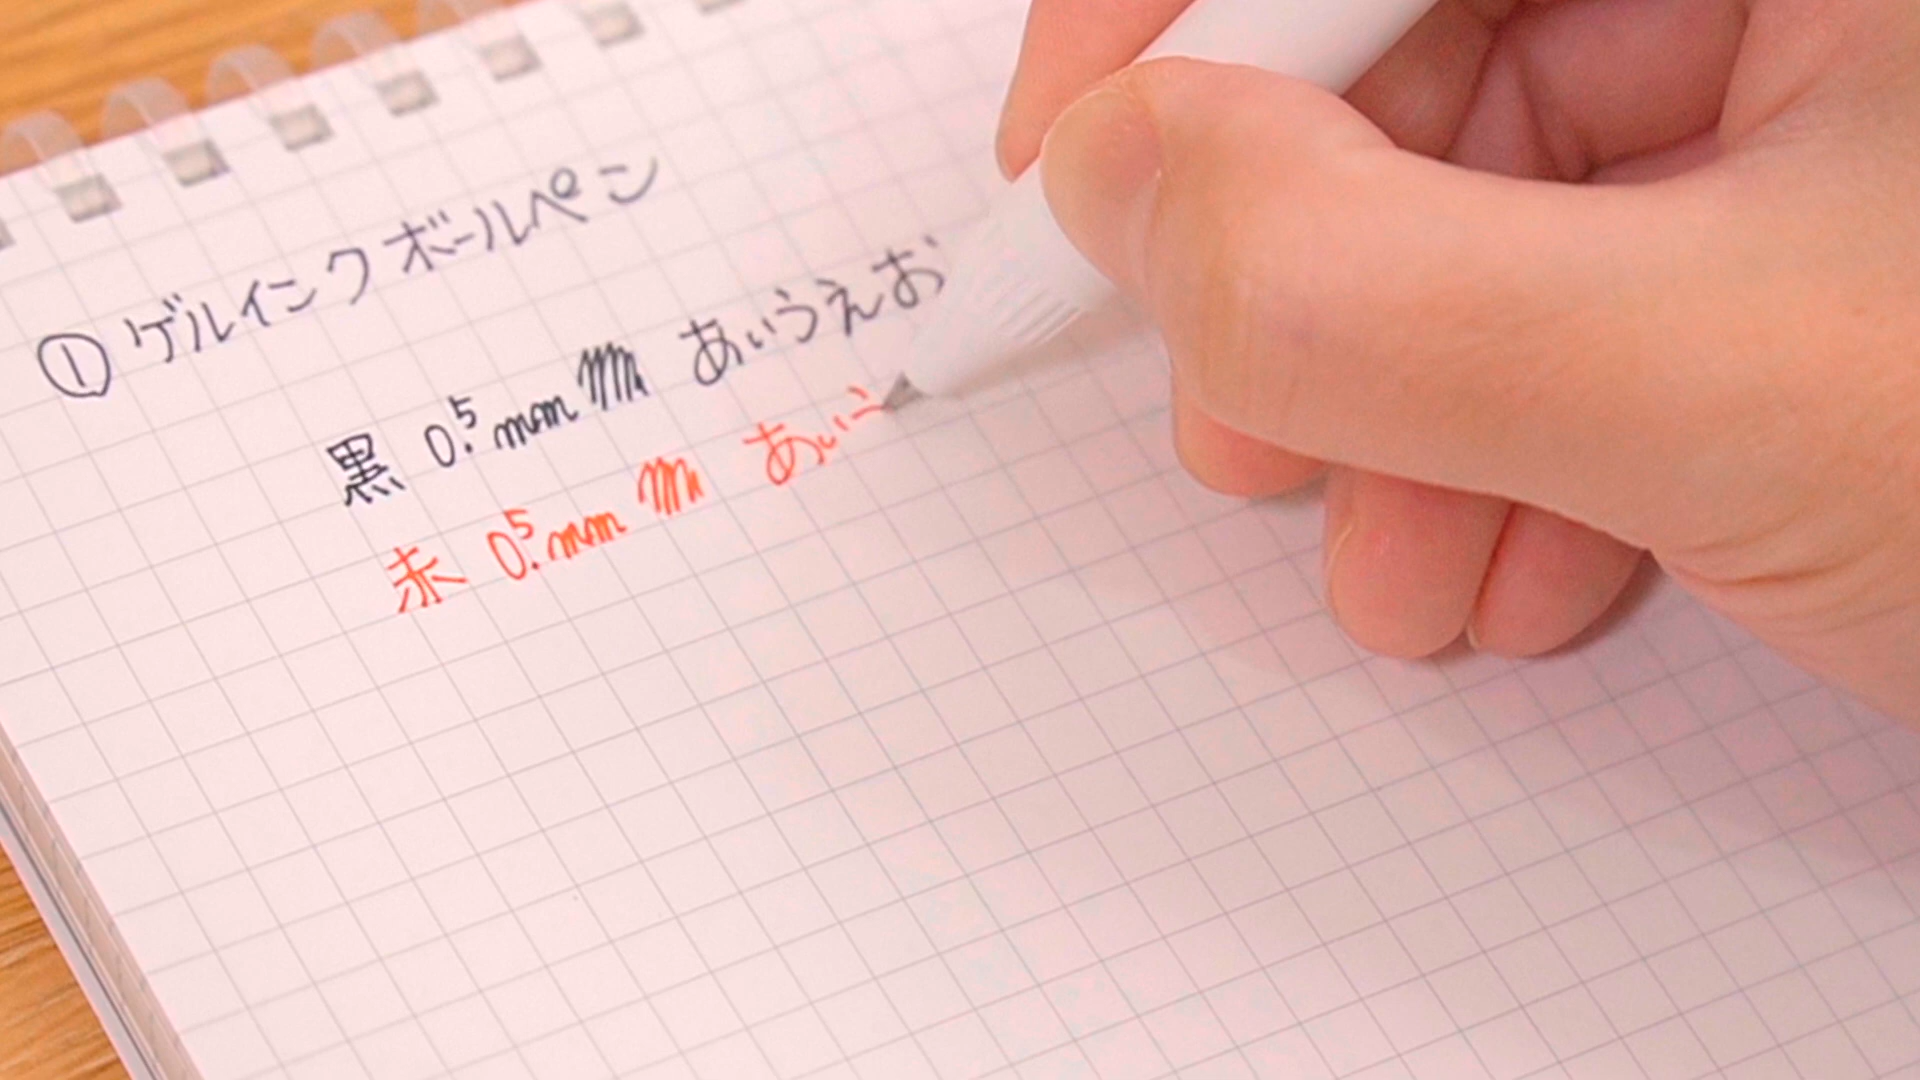 ① ゲルインクボールペン
黒 0.5mm あいうえお
赤 0.5mm あい